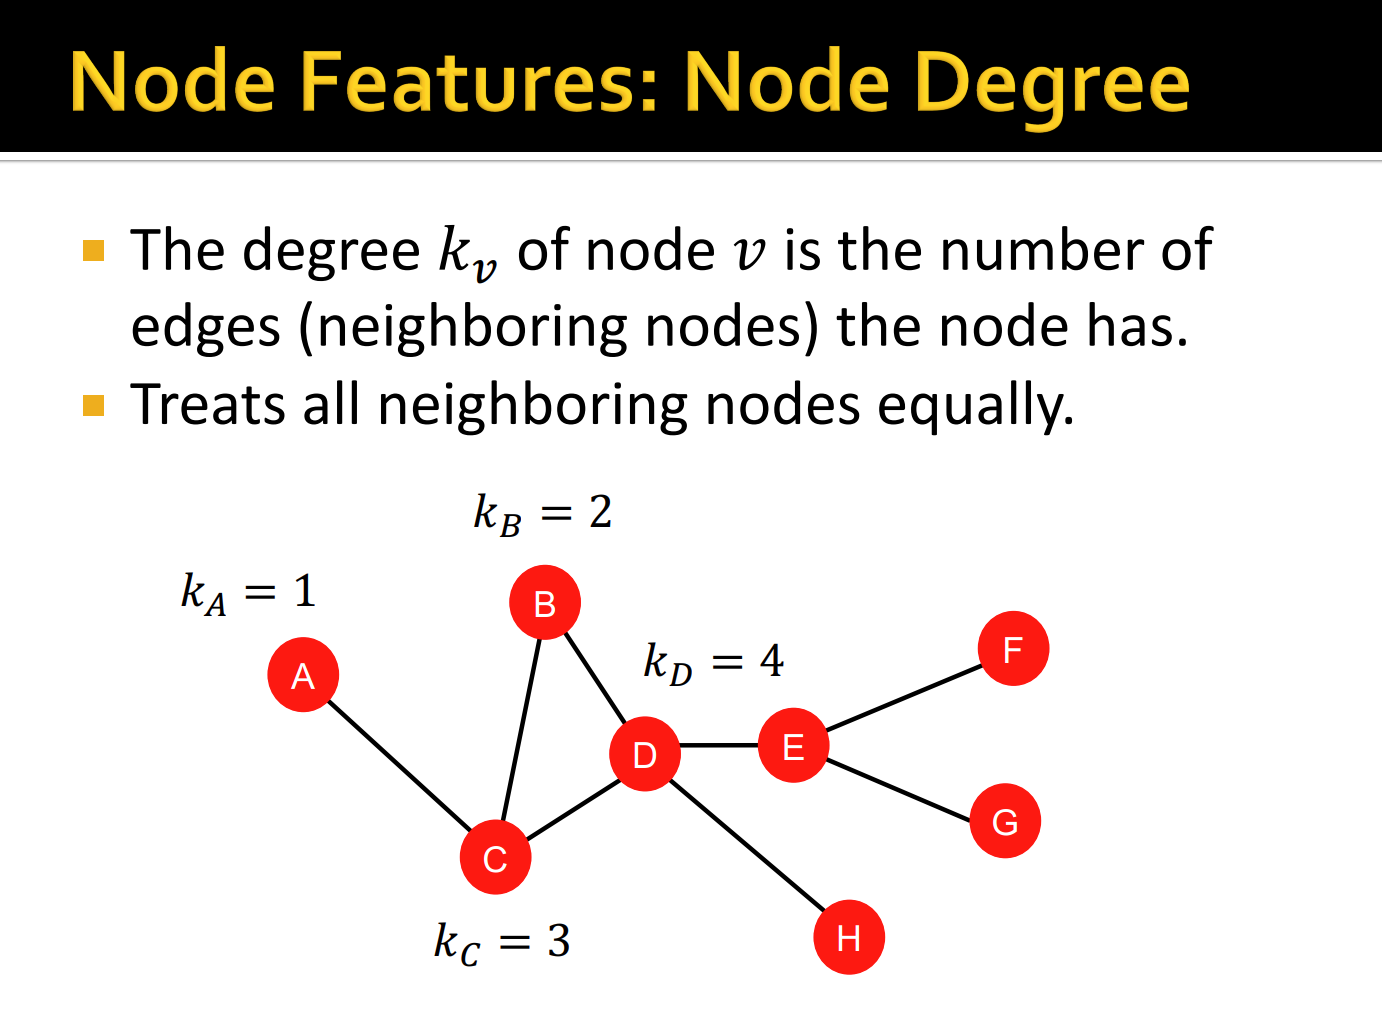 Node Features: Node Degree
The degree k_v of node v is the number of
edges (neighboring nodes) the node has.
Treats all neighboring nodes equally.
k_B = 2
k_A = 1
B
k_D = 4
F
A
D
E
G
C
k_C = 3
H